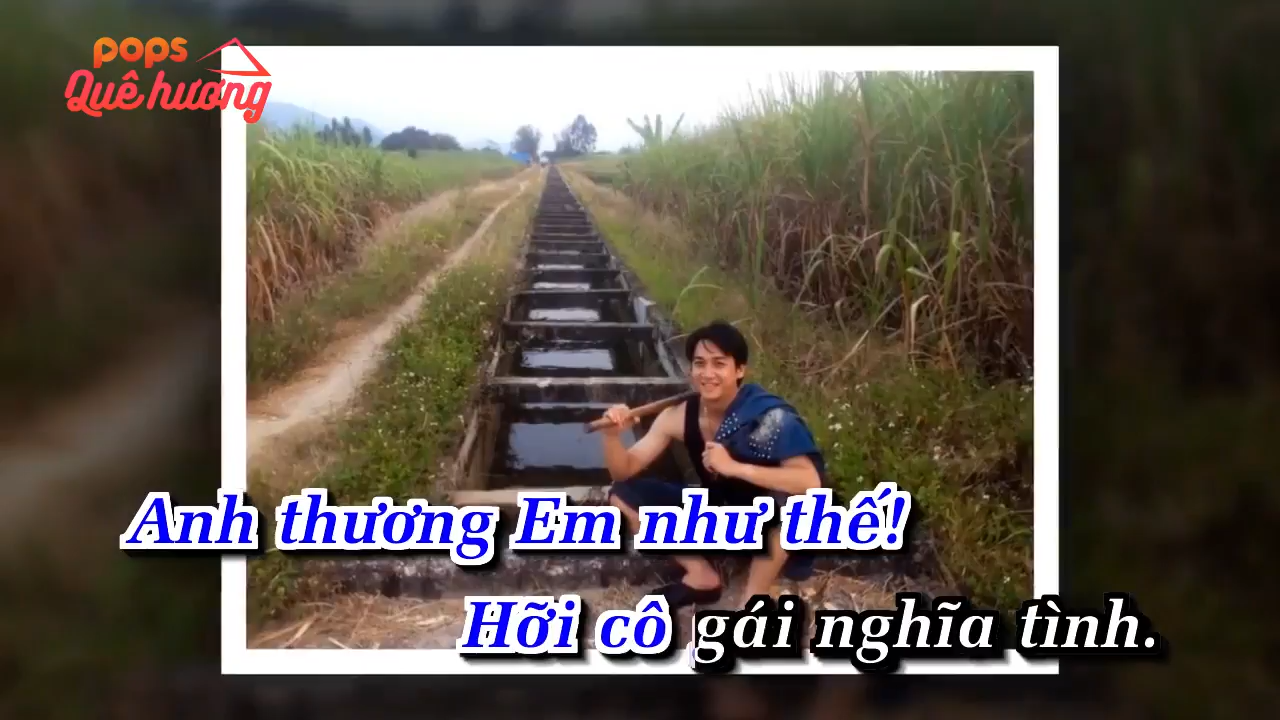 pops
Quê hương
Anh thương Em như thế!
Hỡi cô gái nghĩa tình.